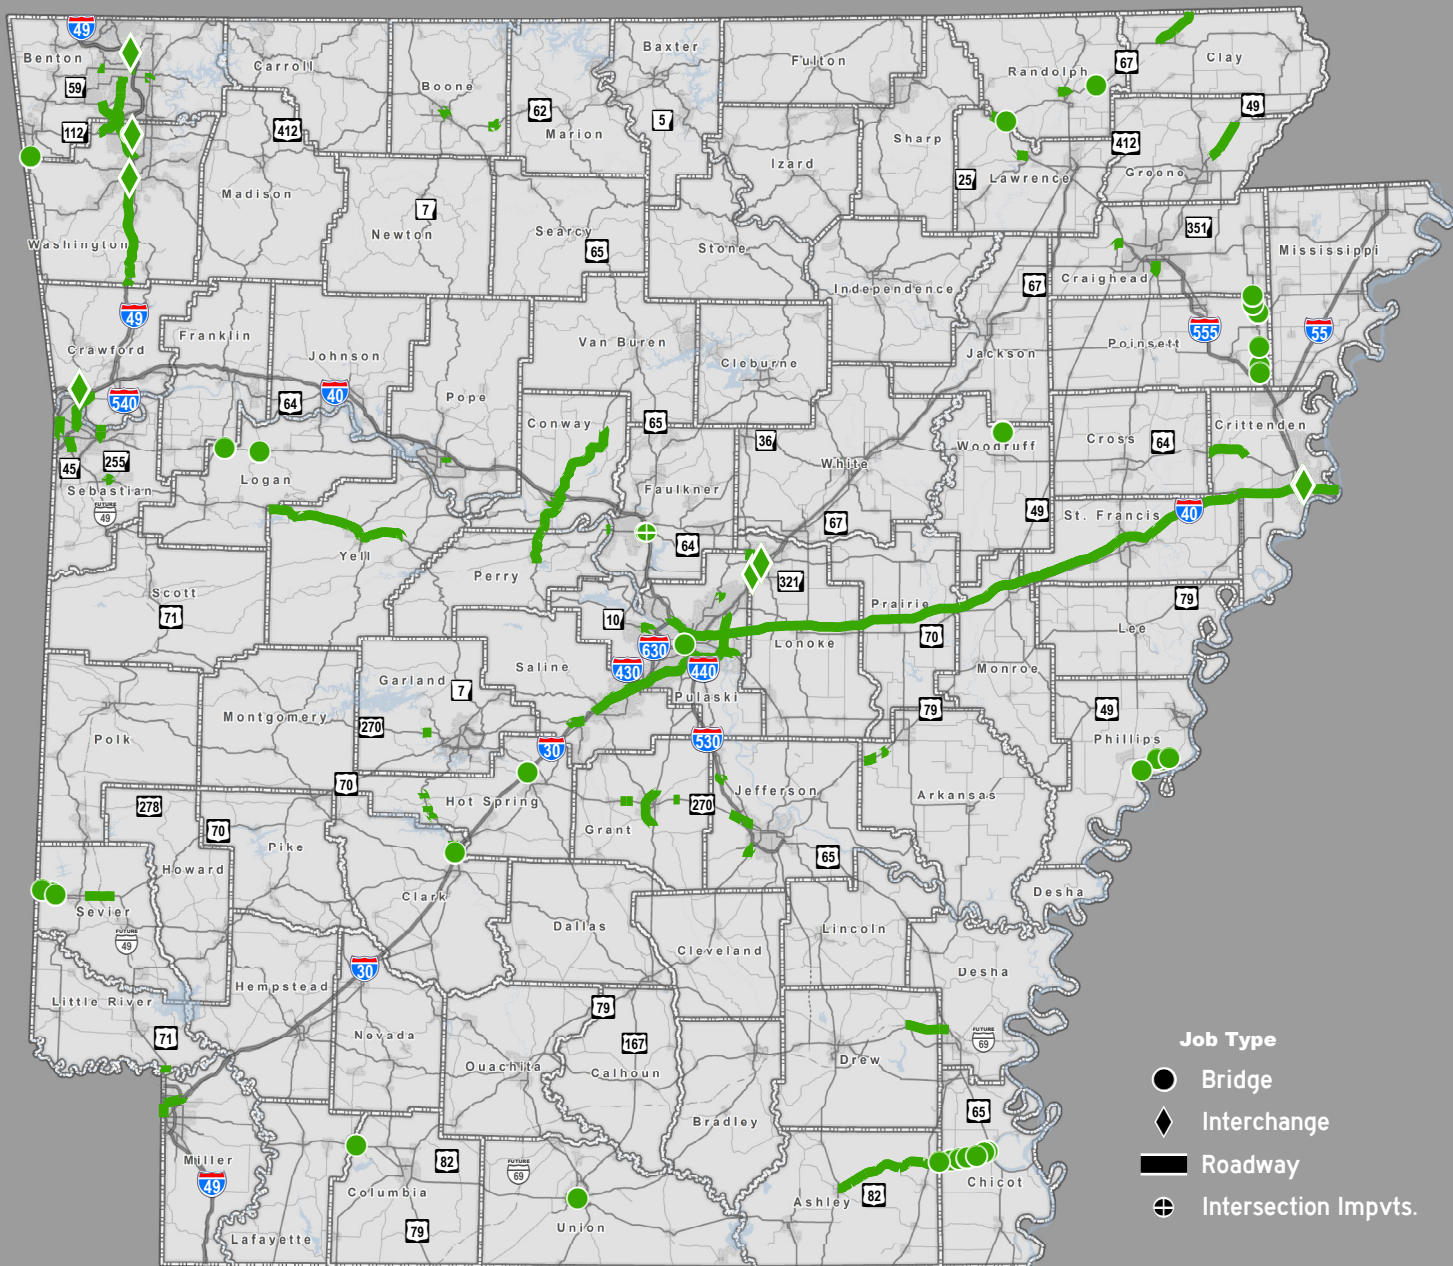 49
Benton
Carroll
Boone
Baxter
Fulton
Randolph
67
Clay
59
62
Marion
5
49
112
412
Sharp
412
Izard
25
Lawrence
Greene
Madison
7
Newton
Searcy
65
Stone
351
Mississippi
Washington
Independence
67
Craighead
49
Franklin
Crawford
Johnson
Van Buren
Cleburne
Jackson
Poinsett
555
55
540
64
40
Pope
Conway
65
36
Woodruff
Cross
64
Crittenden
45
255
Logan
White
Sebastian
FUTURE
49
Faulkner
67
49
St. Francis
40
Yell
64
Perry
321
Scott
71
10
Prairie
79
Lee
630
70
Lonoke
430
440
Saline
Monroe
Garland
7
Pulaski
Montgomery
270
79
49
Polk
30
530
Phillips
70
278
Hot Spring
270
Jefferson
Arkansas
70
Grant
Pike
65
Howard
Clark
Desha
Sevier
FUTURE
49
Dallas
Lincoln
Cleveland
30
Desha
Little River
Hempstead
79
71
Nevada
167
FUTURE
69
Ouachita
Calhoun
Drew
65
Bradley
Miller
49
82
FUTURE
69
Columbia
82
Chicot
Ashley
79
Union
Lafayette
Job Type
Bridge
Interchange
Roadway
Intersection Impvts.